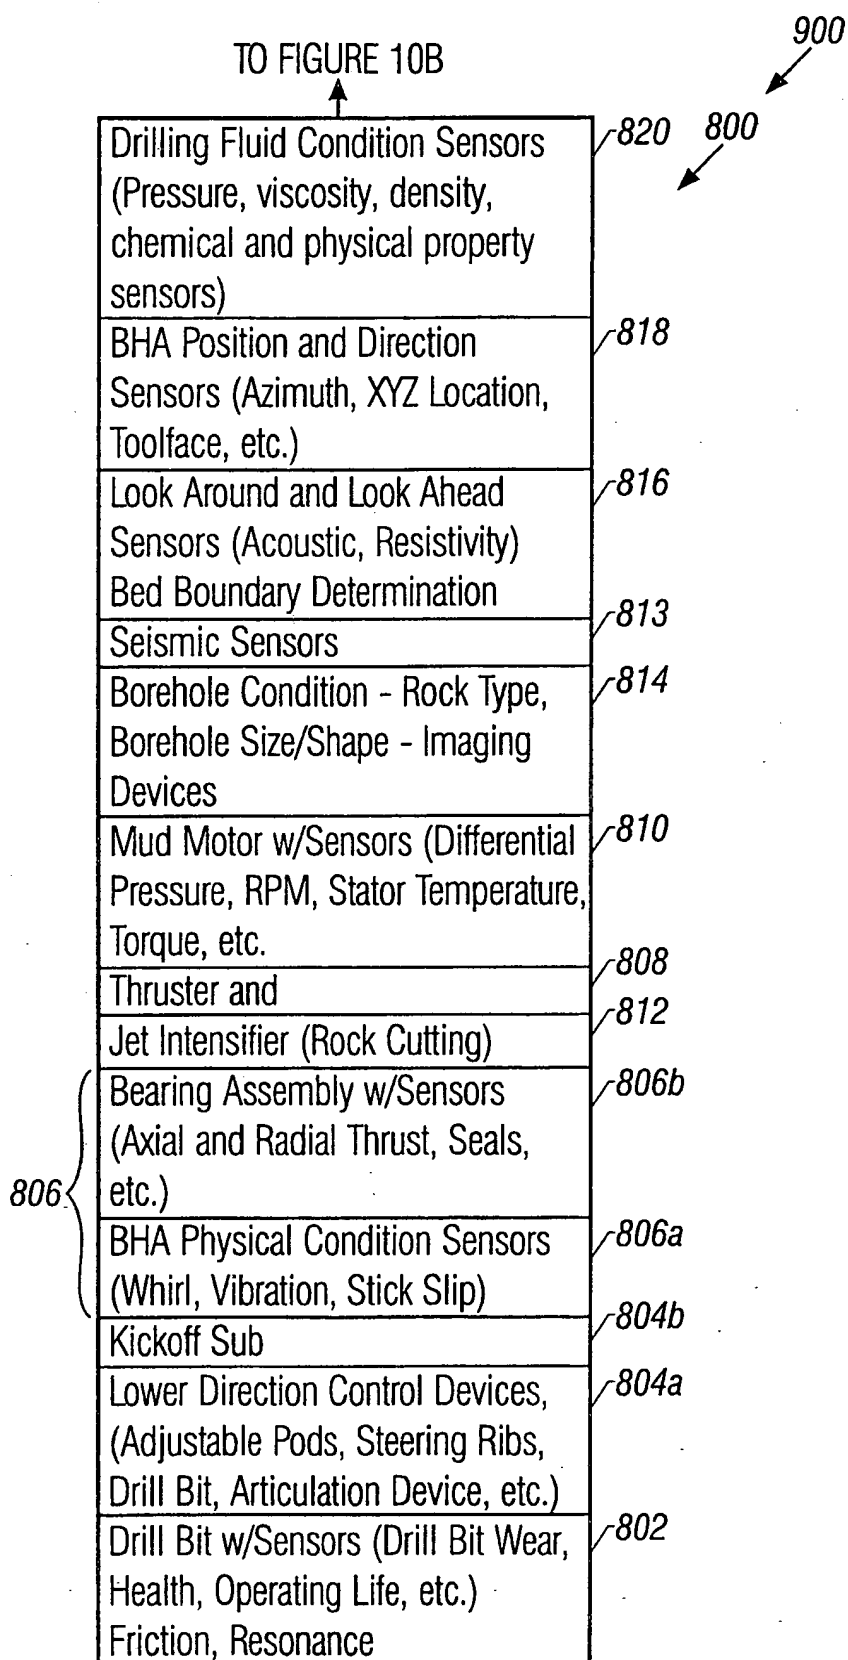 900
TO FIGURE 10B
800
Drilling Fluid Condition Sensors
820
(Pressure, viscosity, density,
chemical and physical property
sensors)
BHA Position and Direction
818
Sensors (Azimuth, XYZ Location,
Toolface, etc.)
Look Around and Look Ahead
816
Sensors (Acoustic, Resistivity)
Bed Boundary Determination
813
Seismic Sensors
Borehole Condition - Rock Type,
814
Borehole Size/Shape - Imaging
Devices
Mud Motor w/Sensors (Differential
810
Pressure, RPM, Stator Temperature,
Torque, etc.
808
Thruster and
812
Jet Intensifier (Rock Cutting)
Bearing Assembly w/Sensors
806b
(Axial and Radial Thrust, Seals,
etc.)
806
BHA Physical Condition Sensors
806a
(Whirl, Vibration, Stick Slip)
804b
Kickoff Sub
Lower Direction Control Devices,
804a
(Adjustable Pods, Steering Ribs,
Drill Bit, Articulation Device, etc.)
Drill Bit w/Sensors (Drill Bit Wear,
802
Health, Operating Life, etc.)
Friction, Resonance